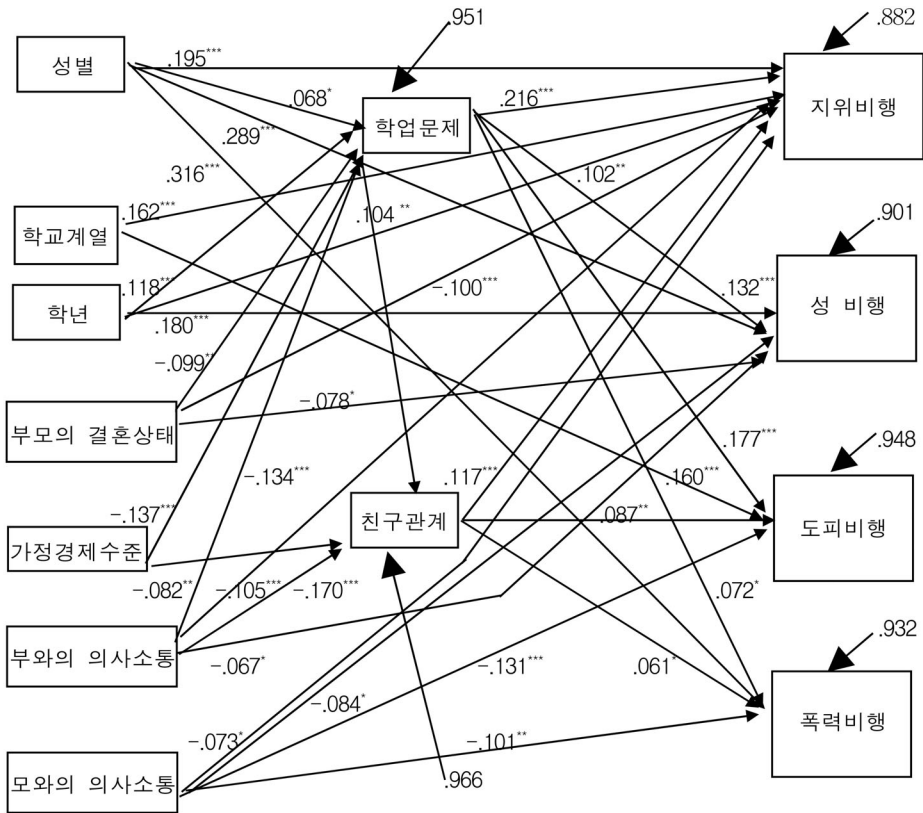 .951
.882
성별
.195***
.068*
학업문제
.216***
지위비행
.289***
.316***
.102**
.162***
.104 **
.901
학교계열
.118***
-.100***
.132***
성 비행
학년
.180***
-.099**
-.078*
부모의 결혼상태
.177***
.948
-.134***
.117***
.160***
-.137***
친구관계
.087**
도피비행
가정경제수준
-.082**
-.105***
-.170***
.072*
.932
부와의 의사소통
-.067*
-.131***
.061*
-.084*
폭력비행
-.073*
-.101**
모와의 의사소통
.966